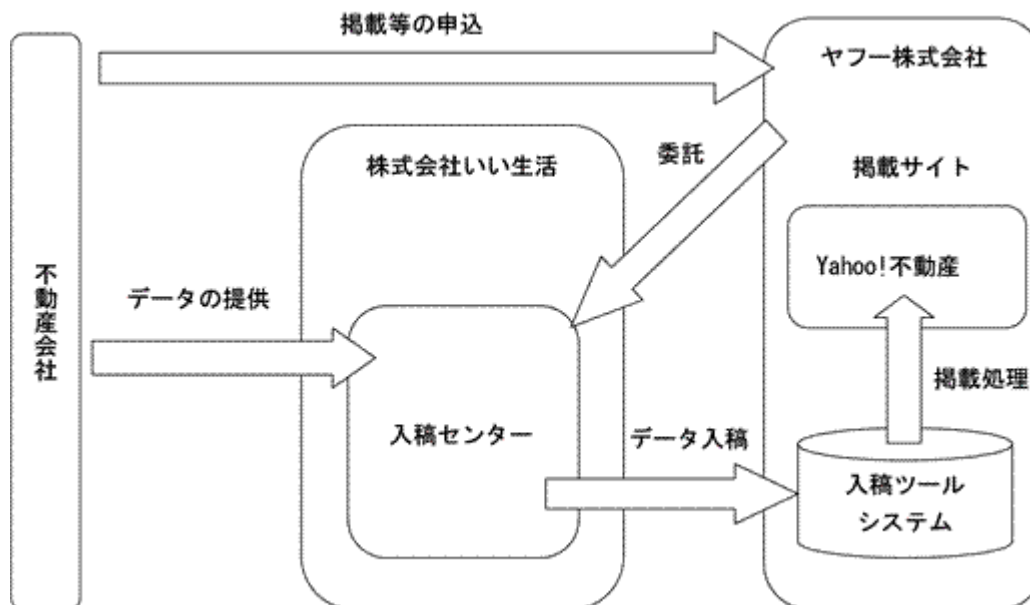 掲載等の申込
ヤフー株式会社
株式会社いい生活
委託
掲載サイト
不動産会社
データの提供
Yahoo!不動産
掲載処理
入稿センター
データ入稿
入稿ツール
システム